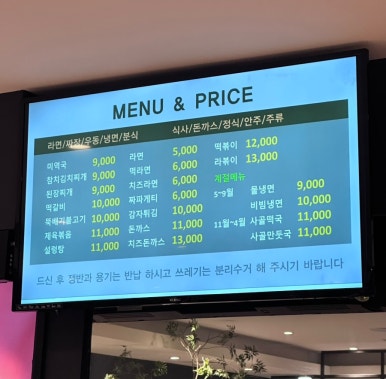 MENU & PRICE
라면/짜장/우동/냉면/분식 식사/돈까스/정식/안주/주류
미역국 9,000
참치김치찌개 9,000
된장찌개 9,000
떡갈비 10,000
뚝배기불고기 10,000
제육볶음 11,000
설렁탕 11,000
라면 5,000
떡라면 6,000
치즈라면 6,000
짜파게티 6,000
감자튀김 10,000
돈까스 11,000
치즈돈까스 13,000
떡볶이 12,000
라볶이 13,000
계절메뉴
5~9월 물냉면 9,000
비빔냉면 10,000
11월~4월 사골떡국 11,000
사골만둣국 11,000
드신 후 쟁반과 용기는 반납 하시고 쓰레기는 분리수거 해 주시기 바랍니다